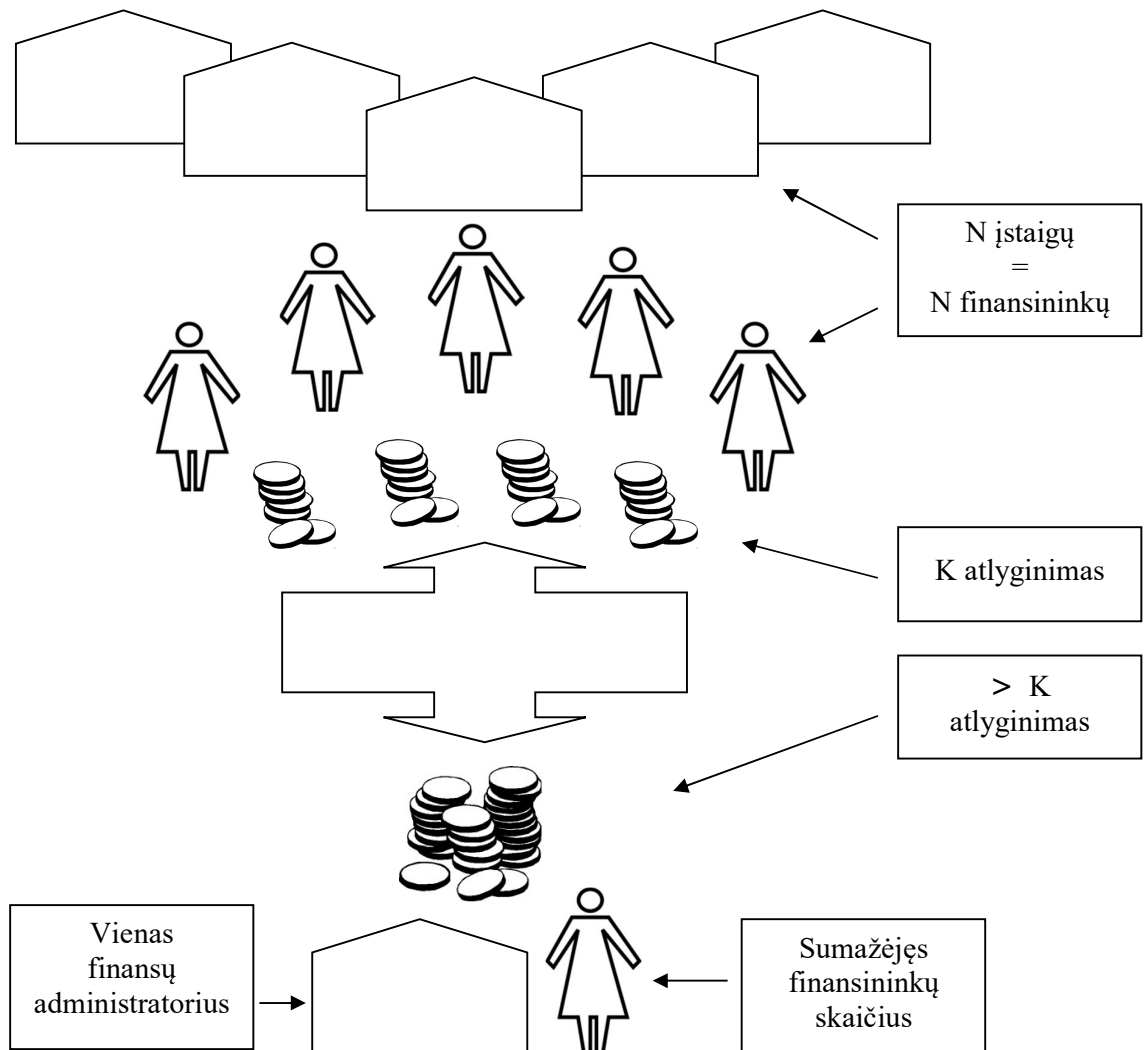 N įstaigų
=
N finansininkų
K atlyginimas
> K
atlyginimas
Vienas
finansų
administratorius
Sumažėjęs
finansininkų
skaičius